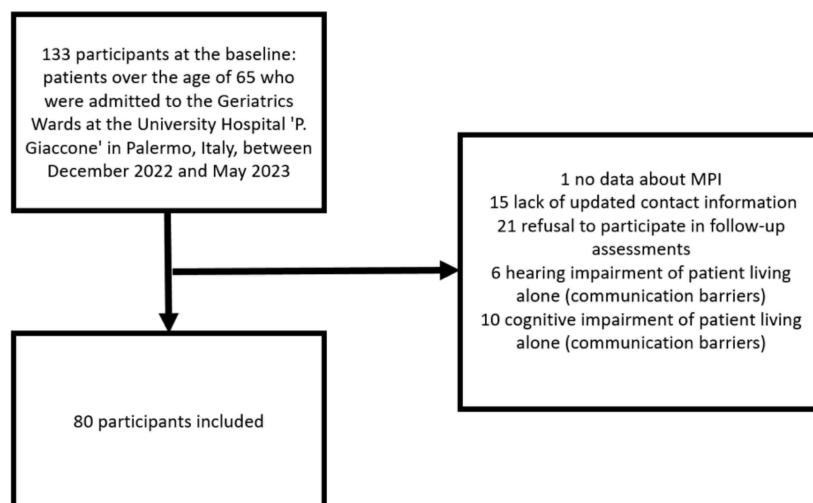 133 participants at the baseline:
patients over the age of 65 who
were admitted to the Geriatrics
Wards at the University Hospital 'P.
Giaccone' in Palermo, Italy, between
December 2022 and May 2023
1 no data about MPI
15 lack of updated contact information
21 refusal to participate in follow-up
assessments
6 hearing impairment of patient living
alone (communication barriers)
10 cognitive impairment of patient living
alone (communication barriers)
80 participants included